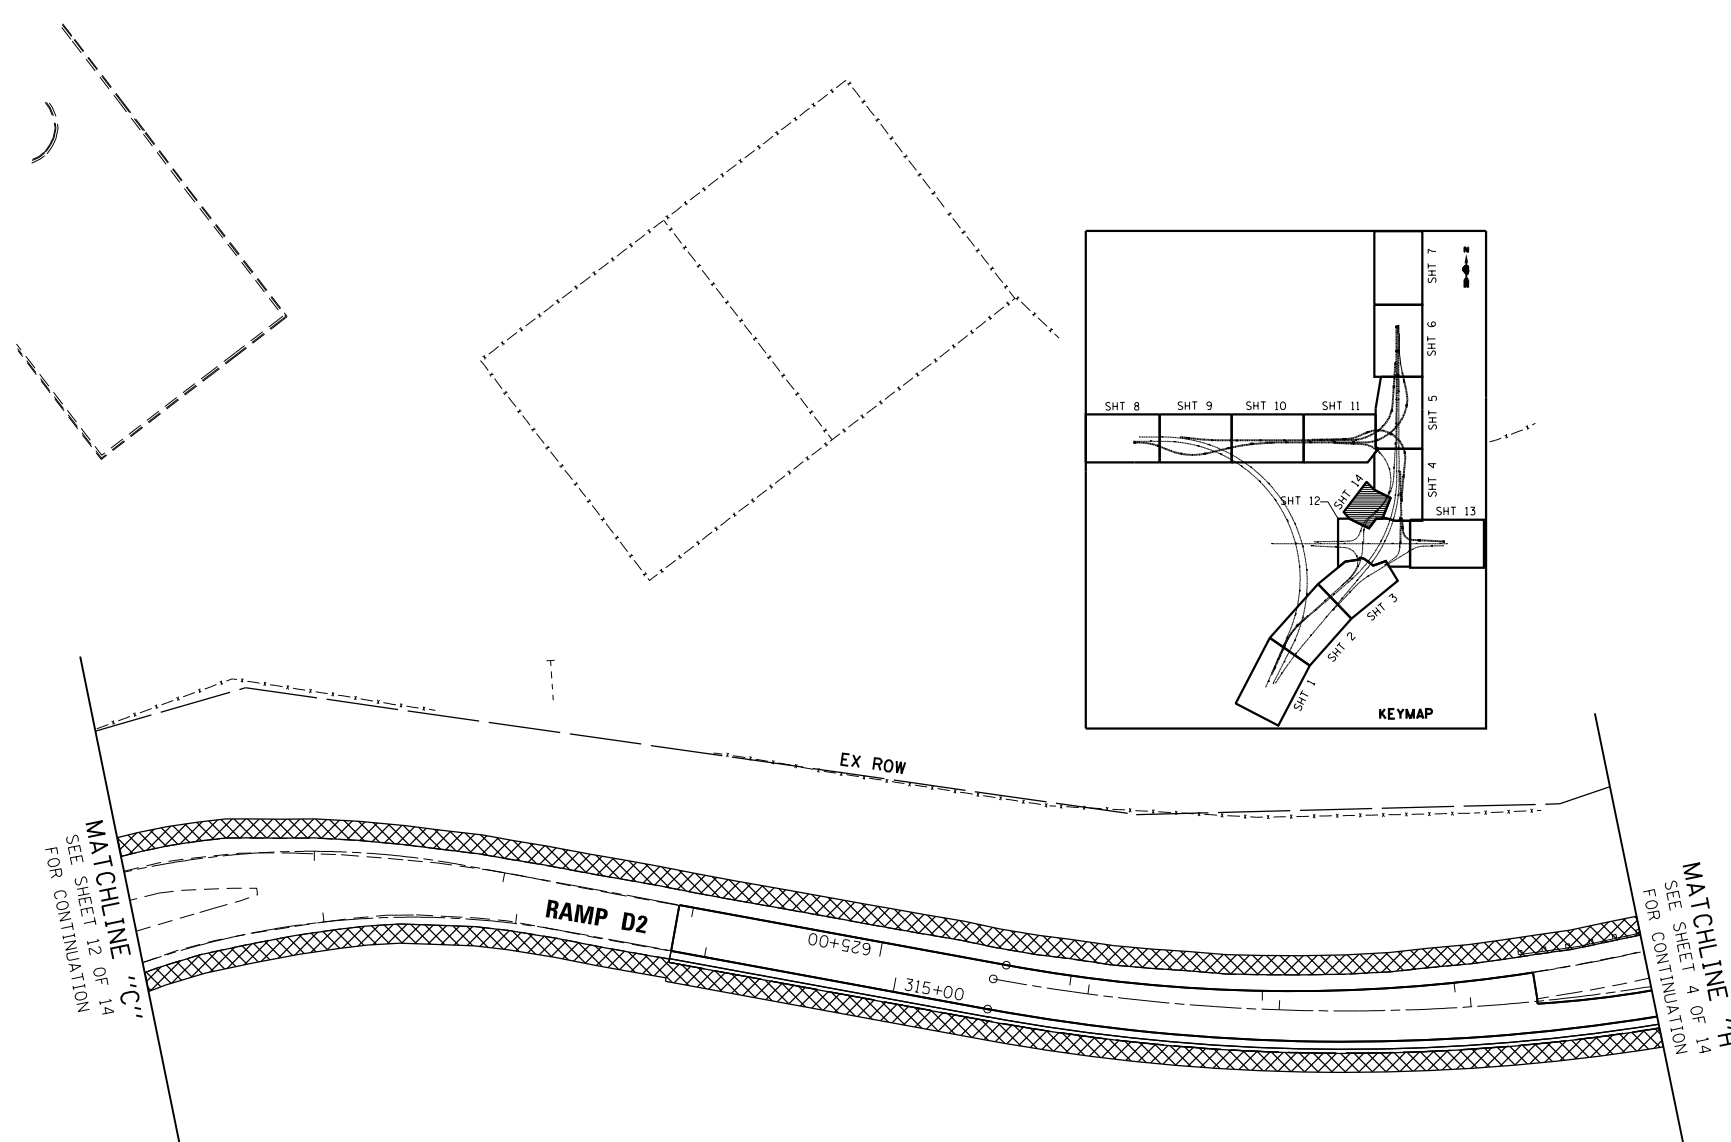 SHT 7
SHT 6
SHT 5
SHT 8
SHT 9
SHT 10
SHT 11
SHT 4
SHT 14
SHT 12
SHT 13
SHT 3
SHT 2
SHT 1
KEYMAP
EX ROW
MATCHLINE "C"
SEE SHEET 12 OF 14
FOR CONTINUATION
RAMP D2
625+00
315+00
MATCHLINE "H
SEE SHEET 4 OF 14
FOR CONTINUATION